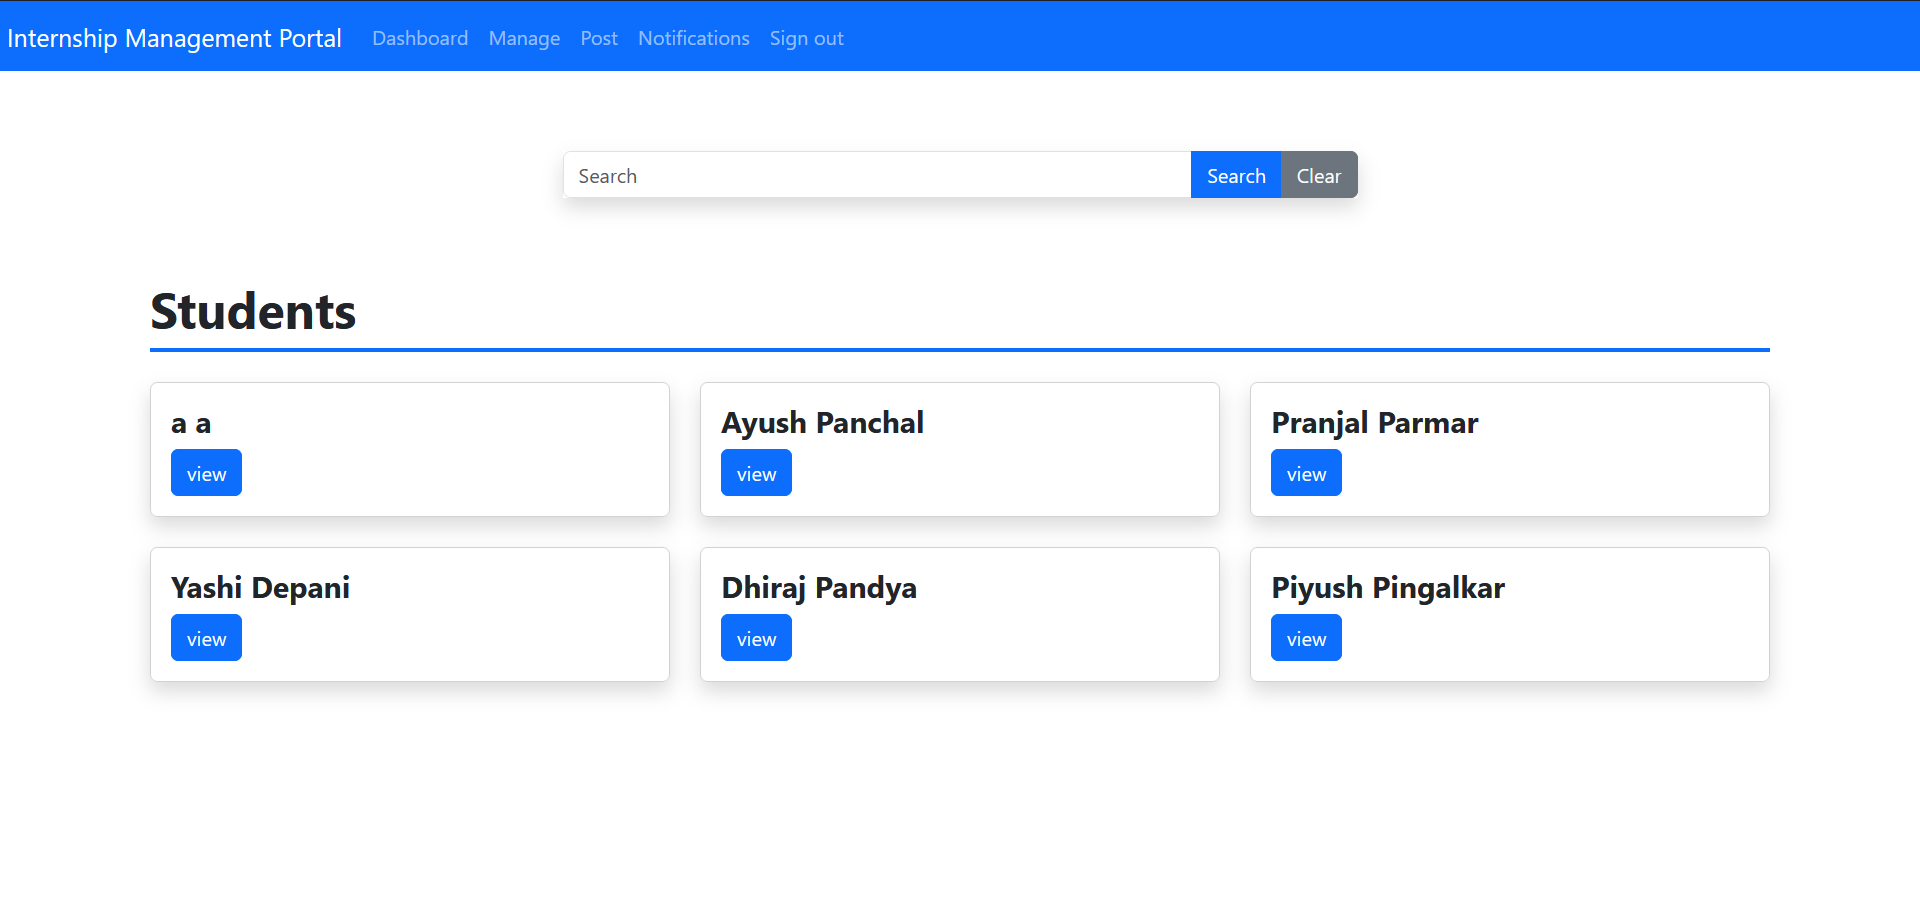 Internship Management Portal Dashboard Manage Post Notifications Sign out
Search Search Clear
Students
a a
view
Ayush Panchal
view
Pranjal Parmar
view
Yashi Depani
view
Dhiraj Pandya
view
Piyush Pingalkar
view